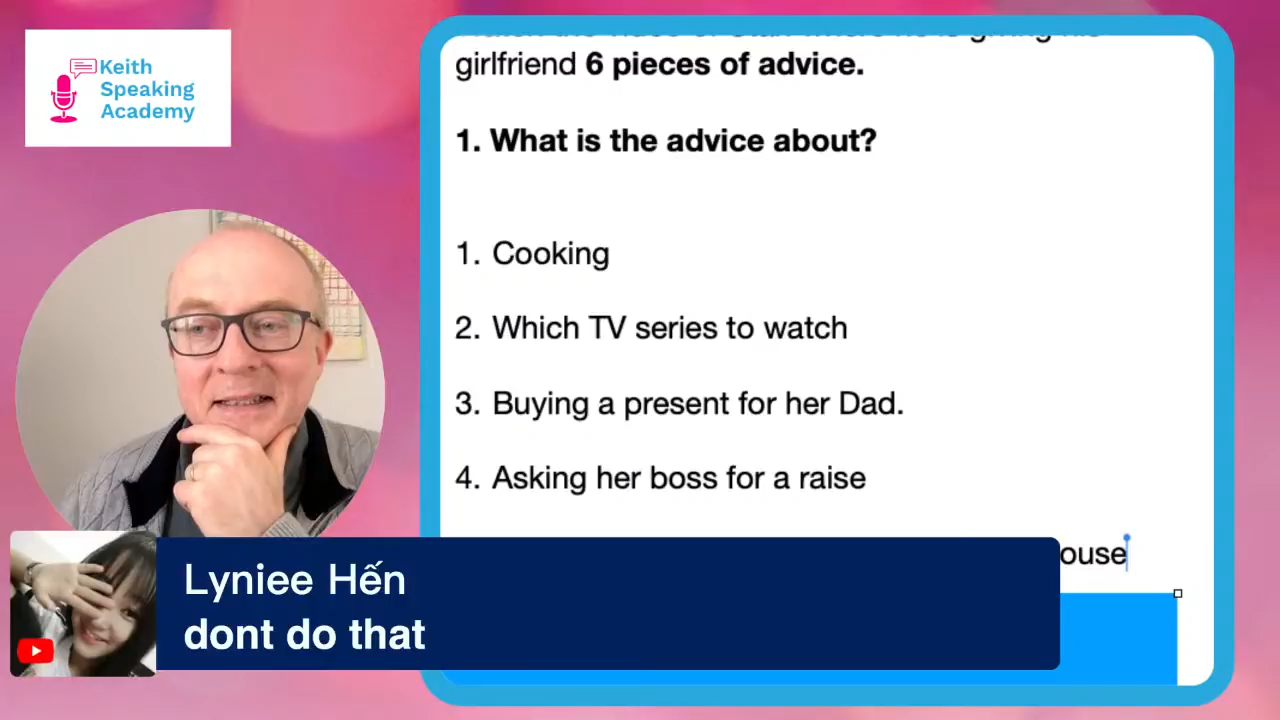 Keith
Speaking
Academy
girlfriend 6 pieces of advice.
1. What is the advice about?
1. Cooking
2. Which TV series to watch
3. Buying a present for her Dad.
4. Asking her boss for a raise
ouse
Lyniee Hến
dont do that